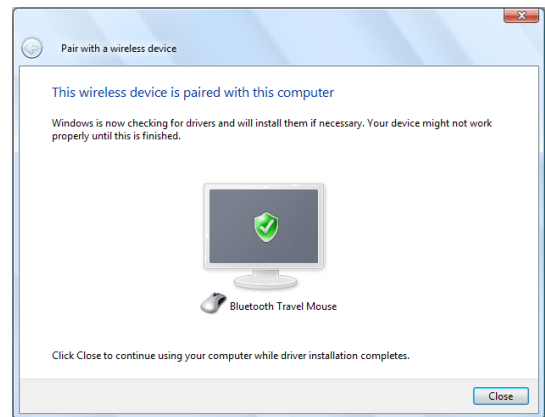 Pair with a wireless device
This wireless device is paired with this computer
Windows is now checking for drivers and will install them if necessary. Your device might not work
properly until this is finished.
Bluetooth Travel Mouse
Click Close to continue using your computer while driver installation completes.
Close